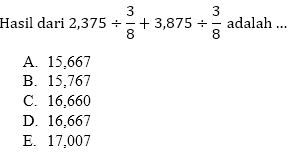 Hasil dari 2,375 ÷ 3/8 + 3,875 ÷ 3/8 adalah ...
A. 15,667
B. 15,767
C. 16,660
D. 16,667
E. 17,007